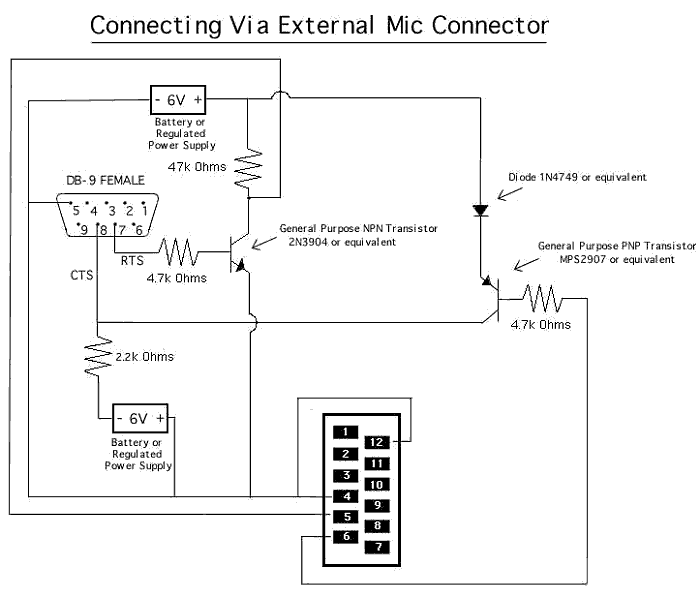 Connecting Via External Mic Connector
- 6V +
Battery or
Regulated
Power Supply
47k Ohms
DB-9 FEMALE
5 4 3 2 1
9 8 7 6
Diode 1N4749 or equivalent
General Purpose NPN Transistor
2N3904 or equivalent
General Purpose PNP Transistor
MPS2907 or equivalent
RTS
CTS
4.7k Ohms
4.7k Ohms
2.2k Ohms
- 6V +
Battery or
Regulated
Power Supply
1
12
2
11
3
10
4
9
5
8
6
7